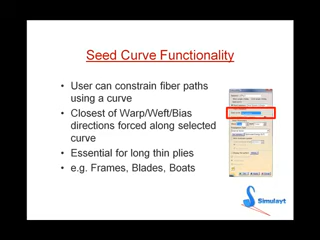 Seed Curve Functionality
• User can constrain fiber paths
using a curve
• Closest of Warp/Weft/Bias
directions forced along selected
curve
• Essential for long thin plies
• e.g. Frames, Blades, Boats
Simulayt